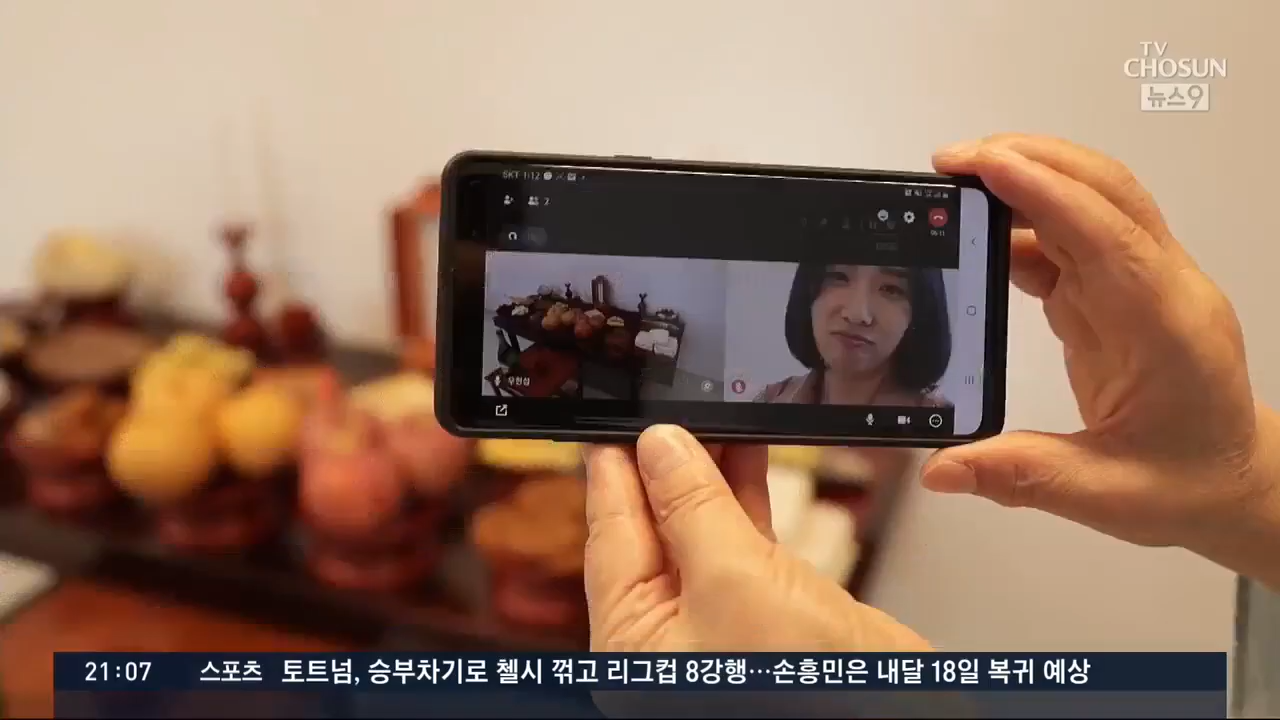 TV
CHOSUN
뉴스9
SKT 1:12
2
우현섭
21:07 스포츠 토트넘, 승부차기로 첼시 꺾고 리그컵 8강행…손흥민은 내달 18일 복귀 예상